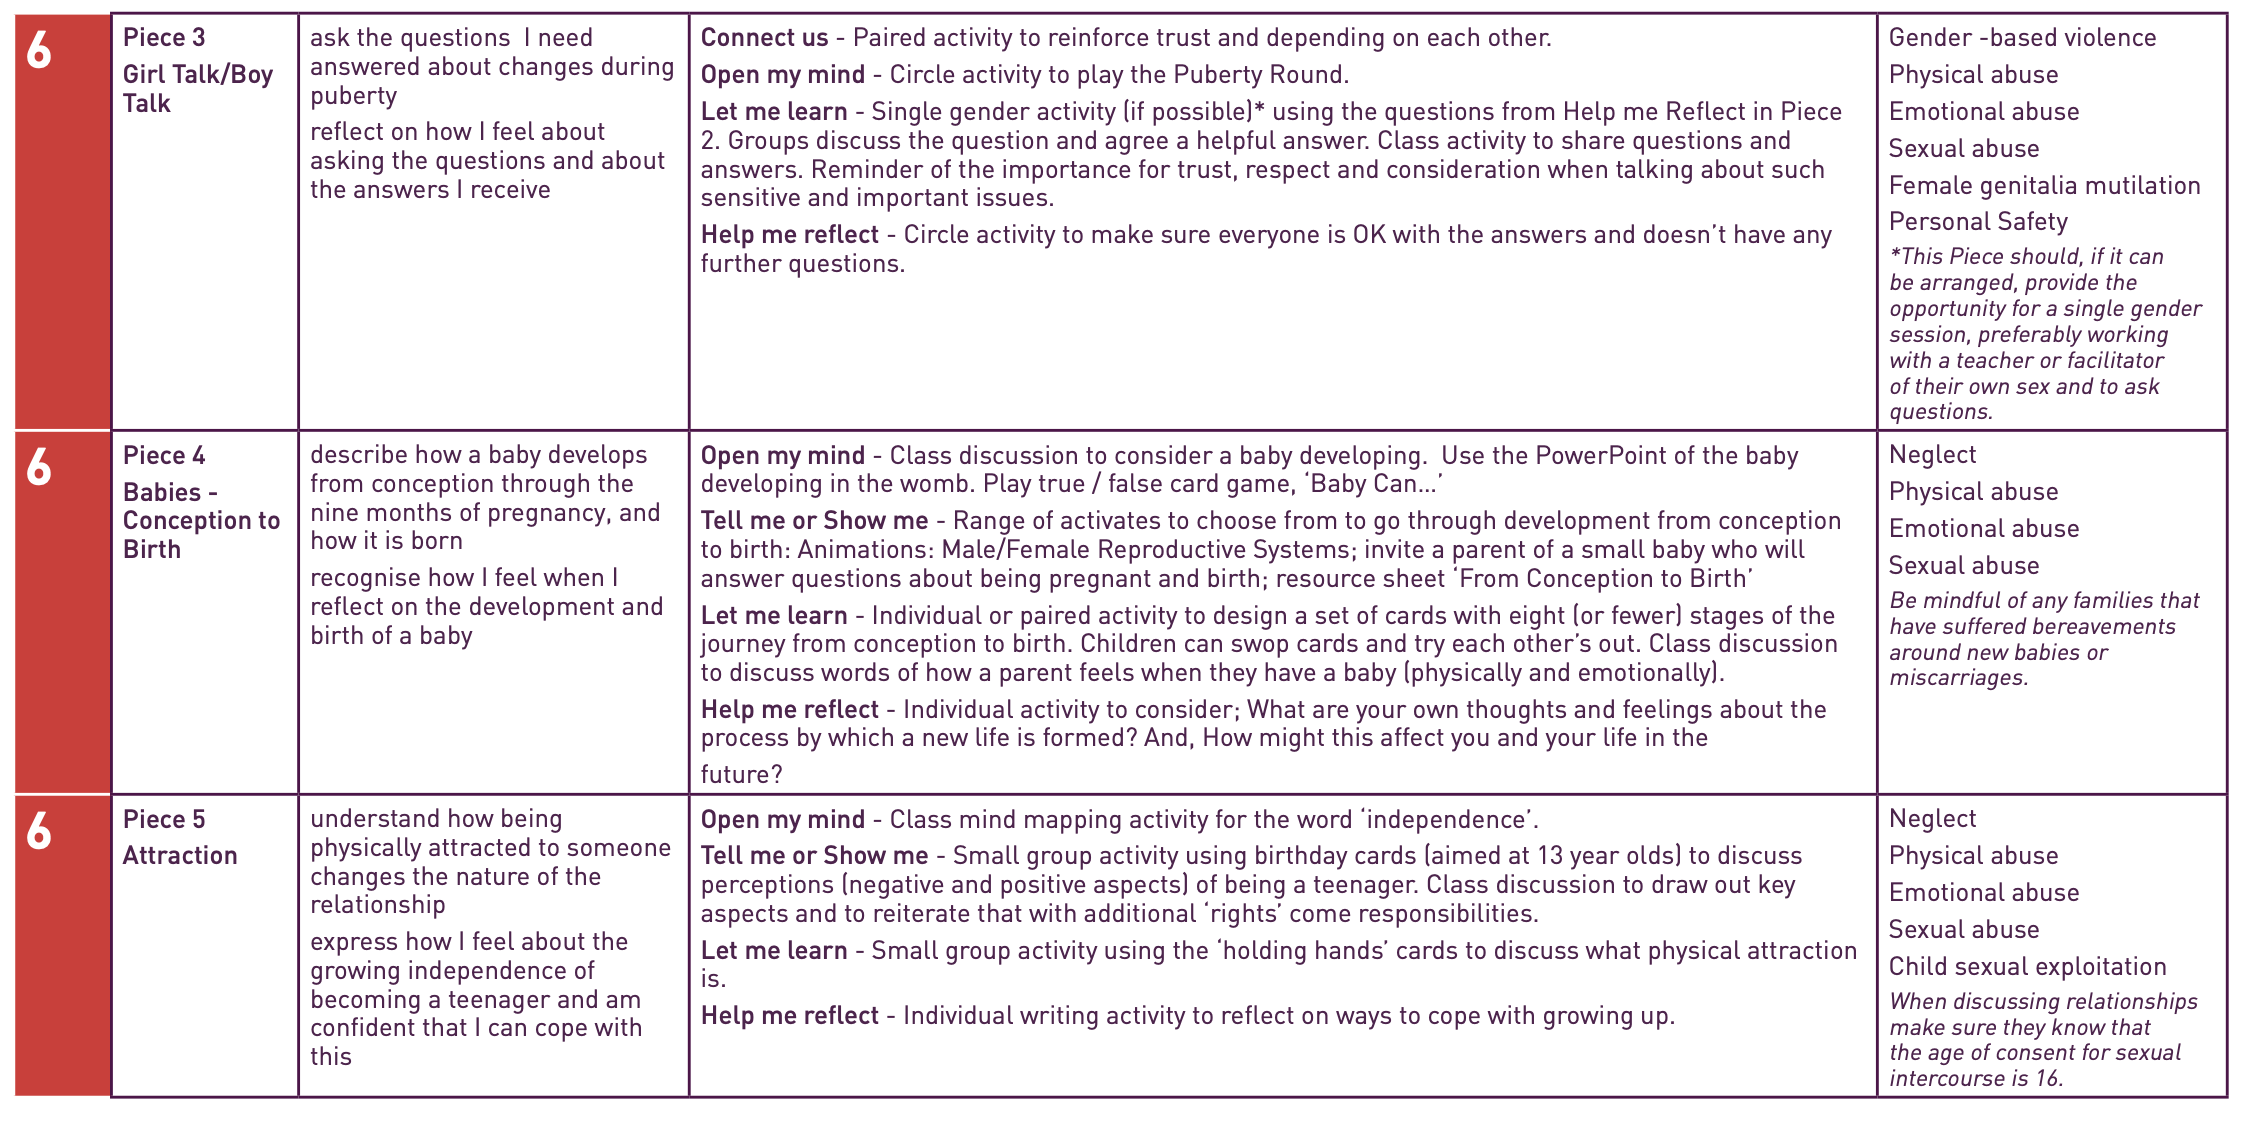 6
Piece 3
Girl Talk/Boy
Talk
ask the questions  I need
answered about changes during
puberty
reflect on how I feel about
asking the questions and about
the answers I receive
Connect us - Paired activity to reinforce trust and depending on each other.
Open my mind - Circle activity to play the Puberty Round.
Let me learn - Single gender activity (if possible)* using the questions from Help me Reflect in Piece
2. Groups discuss the question and agree a helpful answer. Class activity to share questions and
answers. Reminder of the importance for trust, respect and consideration when talking about such
sensitive and important issues.
Help me reflect - Circle activity to make sure everyone is OK with the answers and doesn’t have any
further questions.
Gender -based violence
Physical abuse
Emotional abuse
Sexual abuse
Female genitalia mutilation
Personal Safety
*This Piece should, if it can
be arranged, provide the
opportunity for a single gender
session, preferably working
with a teacher or facilitator
of their own sex and to ask
questions.
6
Piece 4
Babies -
Conception to
Birth
describe how a baby develops
from conception through the
nine months of pregnancy, and
how it is born
recognise how I feel when I
reflect on the development and
birth of a baby
Open my mind - Class discussion to consider a baby developing.  Use the PowerPoint of the baby
developing in the womb. Play true / false card game, ‘Baby Can...’
Tell me or Show me - Range of activates to choose from to go through development from conception
to birth: Animations: Male/Female Reproductive Systems; invite a parent of a small baby who will
answer questions about being pregnant and birth; resource sheet ‘From Conception to Birth’
Let me learn - Individual or paired activity to design a set of cards with eight (or fewer) stages of the
journey from conception to birth. Children can swop cards and try each other’s out. Class discussion
to discuss words of how a parent feels when they have a baby (physically and emotionally).
Help me reflect - Individual activity to consider; What are your own thoughts and feelings about the
process by which a new life is formed? And, How might this affect you and your life in the
future?
Neglect
Physical abuse
Emotional abuse
Sexual abuse
Be mindful of any families that
have suffered bereavements
around new babies or
miscarriages.
6
Piece 5
Attraction
understand how being
physically attracted to someone
changes the nature of the
relationship
express how I feel about the
growing independence of
becoming a teenager and am
confident that I can cope with
this
Open my mind - Class mind mapping activity for the word ‘independence’.
Tell me or Show me - Small group activity using birthday cards (aimed at 13 year olds) to discuss
perceptions (negative and positive aspects) of being a teenager. Class discussion to draw out key
aspects and to reiterate that with additional ‘rights’ come responsibilities.
Let me learn - Small group activity using the ‘holding hands’ cards to discuss what physical attraction
is.
Help me reflect - Individual writing activity to reflect on ways to cope with growing up.
Neglect
Physical abuse
Emotional abuse
Sexual abuse
Child sexual exploitation
When discussing relationships
make sure they know that
the age of consent for sexual
intercourse is 16.